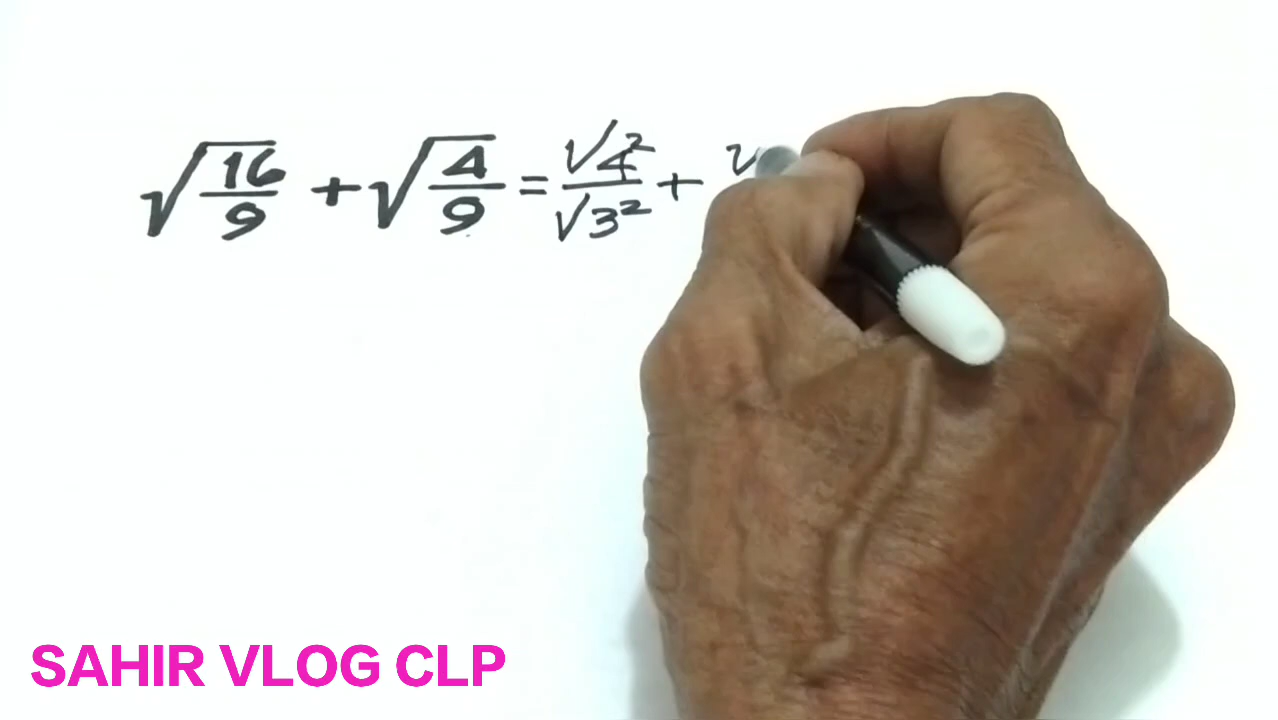 √16/9 + √4/9 = √4²/√3² +
SAHIR VLOG CLP